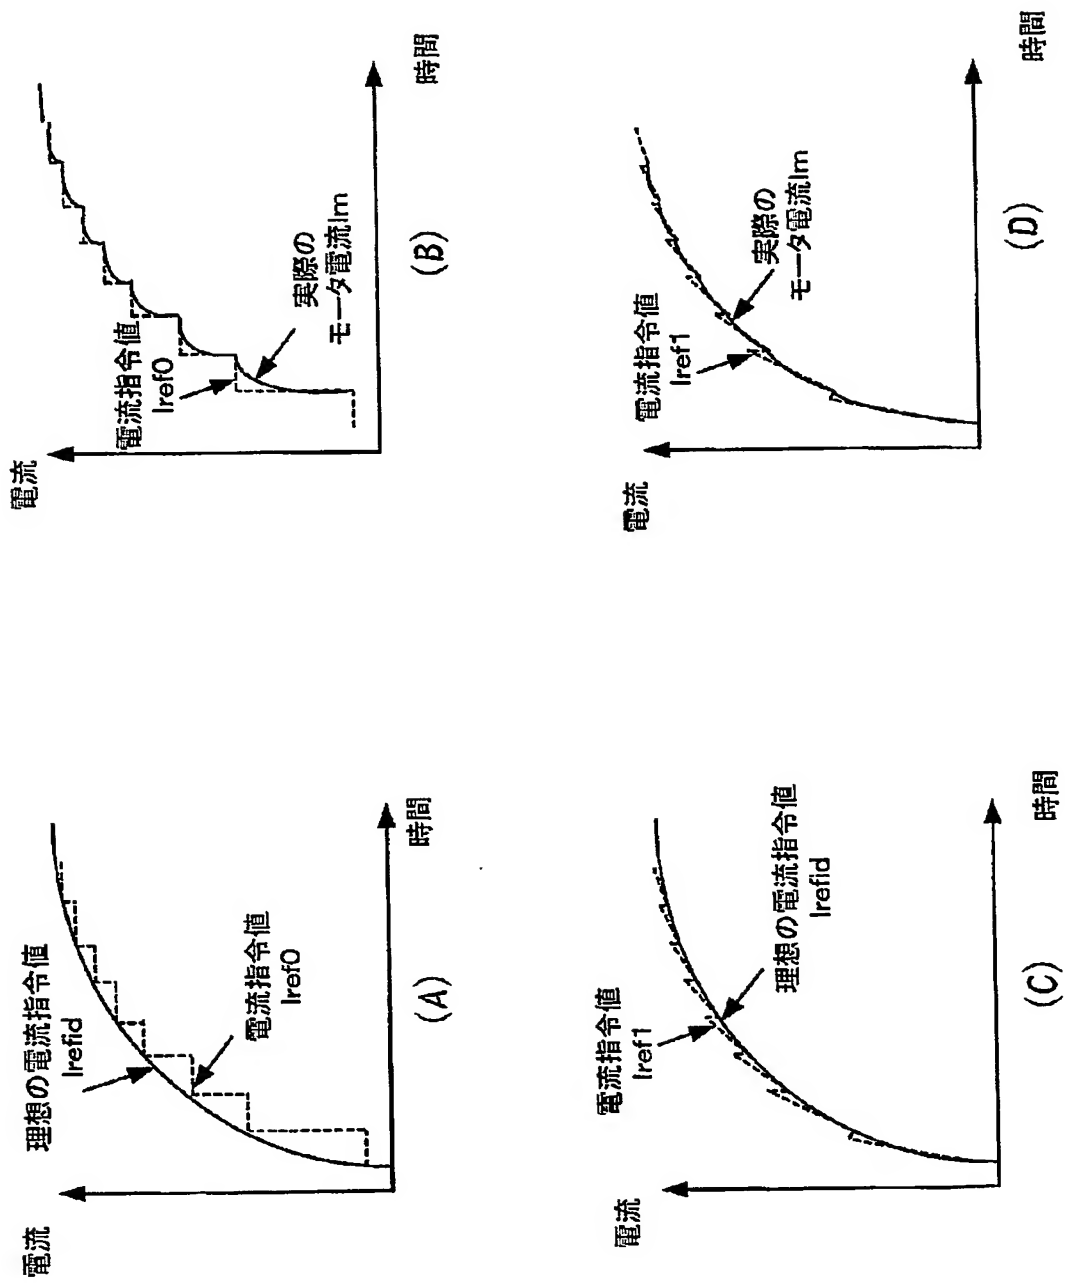 電流
理想の電流指令値
Irefid
電流指令値
Iref0
時間
(A)
電流
電流指令値
Iref0
実際の
モータ電流Im
時間
(B)
電流
電流指令値
Iref1
理想の電流指令値
Irefid
時間
(C)
電流
電流指令値
Iref1
実際の
モータ電流Im
時間
(D)